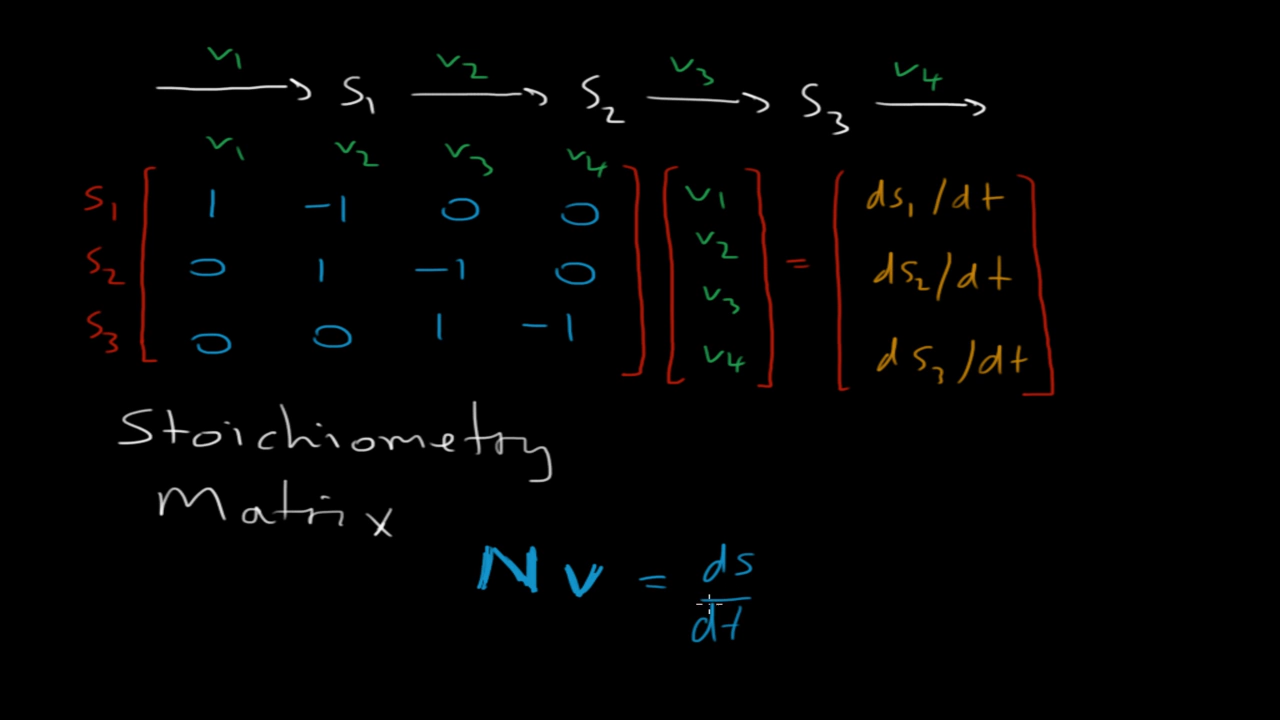 v1 v2 v3 v4
→ S1 → S2 → S3 →
v1 v2 v3 v4
S1 [ 1 -1 0 0 ] [ v1 ] = [ ds1/dt ]
S2 [ 0 1 -1 0 ] [ v2 ] [ ds2/dt ]
S3 [ 0 0 1 -1 ] [ v3 ] [ ds3/dt ]
[ v4 ]
Stoichiometry
Matrix
N v = ds/dt